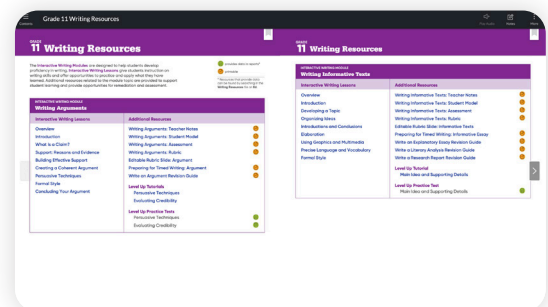 Grade 11 Writing Resources
Contents
Notes
GRADE
11 Writing Resources
The Interactive Writing Modules are designed to help students develop
proficiency in writing. Interactive Writing Lessons give students instruction on
writing skills and offer opportunities to practice and apply what they have
learned. Additional resources related to the module topic are provided to support
student learning and provide opportunities for remediation and assessment.
provides data in reports*
printable
INTERACTIVE WRITING MODULE
Writing Arguments
Interactive Writing Lessons
Overview
Introduction
What Is a Claim?
Support: Reasons and Evidence
Building Effective Support
Creating a Coherent Argument
Persuasive Techniques
Formal Style
Concluding Your Argument
Additional Resources
Writing Arguments: Teacher Notes
Writing Arguments: Student Model
Writing Arguments: Assessment
Writing Arguments: Rubric
Editable Rubric Slide: Argument
Preparing for Timed Writing: Argument
Write an Argument Revision Guide
Level Up Tutorials
Persuasive Techniques
Evaluating Credibility
Level Up Practice Tests
Persuasive Techniques
Evaluating Credibility
GRADE
11 Writing Resources
INTERACTIVE WRITING MODULE
Writing Informative Texts
Interactive Writing Lessons
Overview
Introduction
Developing a Topic
Organizing Ideas
Introductions and Conclusions
Elaboration
Using Graphics and Multimedia
Precise Language and Vocabulary
Formal Style
Additional Resources
Writing Informative Texts: Teacher Notes
Writing Informative Texts: Student Model
Writing Informative Texts: Assessment
Writing Informative Texts: Rubric
Editable Rubric Slide: Informative Texts
Preparing for Timed Writing: Informative Essay
Write an Explanatory Essay Revision Guide
Write a Literary Analysis Revision Guide
Write a Research Report Revision Guide
Level Up Tutorial
Main Idea and Supporting Details
Level Up Practice Test
Main Idea and Supporting Details